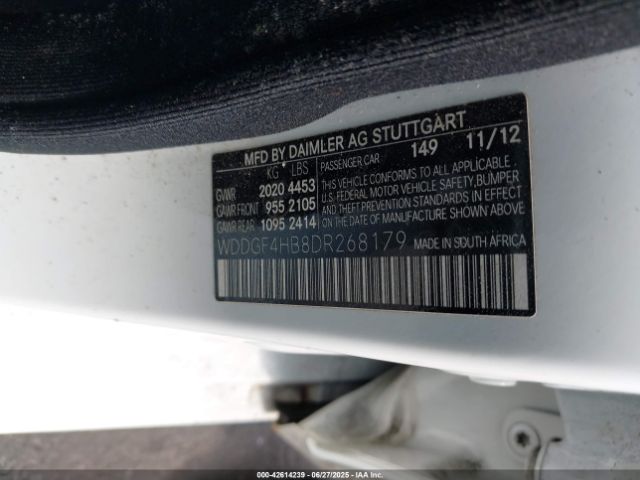 MFD BY DAIMLER AG STUTTGART
KG LBS PASSENGER CAR 149 11/12
GVWR 2020 4453
GAWR FRONT 955 2105
GAWR REAR 1095 2414
THIS VEHICLE CONFORMS TO ALL APPLICABLE
U.S. FEDERAL MOTOR VEHICLE SAFETY, BUMPER
AND THEFT PREVENTION STANDARDS IN EFFECT
ON THE DATE OF MANUFACTURE SHOWN ABOVE.
WDDGF4HB8DR268179 MADE IN SOUTH AFRICA
000-42614239 - 06/27/2025 - IAAI.COM